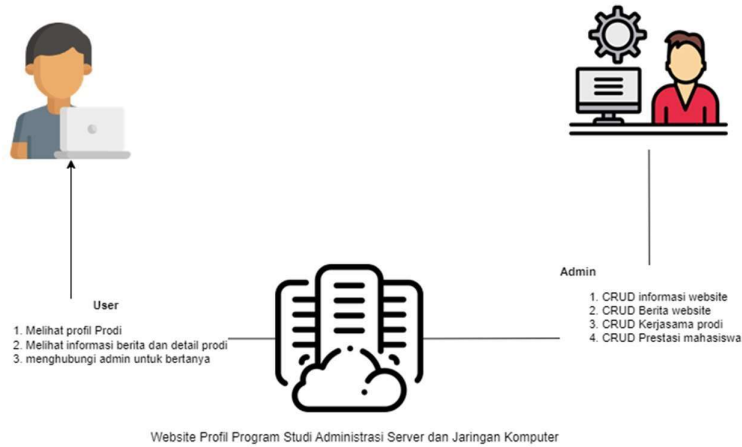 User
1. Melihat profil Prodi
2. Melihat informasi berita dan detail prodi
3. menghubungi admin untuk bertanya
Admin
1. CRUD informasi website
2. CRUD Berita website
3. CRUD Kerjasama prodi
4. CRUD Prestasi mahasiswa
Website Profil Program Studi Administrasi Server dan Jaringan Komputer